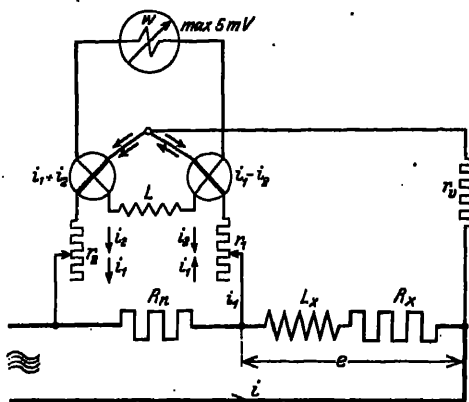 w
max 5 mV
i₁+i₂
L
i₁-i₂
r₂
i₂
i₁
i₂
i₁
r₁
i₁
rᵥ
Rₙ
Lₓ
Rₓ
e
i